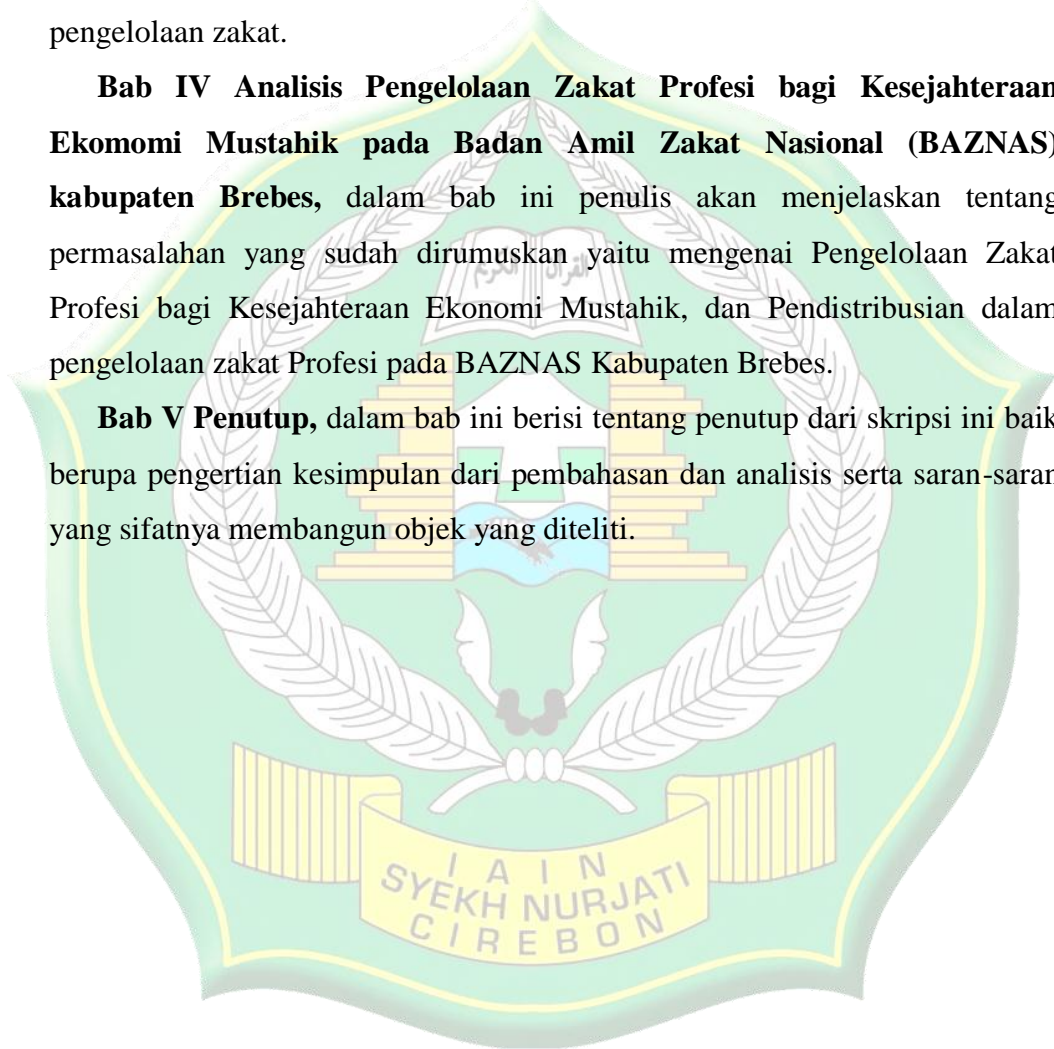 pengelolaan zakat.
Bab IV Analisis Pengelolaan Zakat Profesi bagi Kesejahteraan
Ekomomi Mustahik pada Badan Amil Zakat Nasional (BAZNAS)
kabupaten Brebes, dalam bab ini penulis akan menjelaskan tentang
permasalahan yang sudah dirumuskan yaitu mengenai Pengelolaan Zakat
Profesi bagi Kesejahteraan Ekonomi Mustahik, dan Pendistribusian dalam
pengelolaan zakat Profesi pada BAZNAS Kabupaten Brebes.
Bab V Penutup, dalam bab ini berisi tentang penutup dari skripsi ini baik
berupa pengertian kesimpulan dari pembahasan dan analisis serta saran-saran
yang sifatnya membangun objek yang diteliti.
القرآن الكريم
IAIN
SYEKH NURJATI
CIREBON